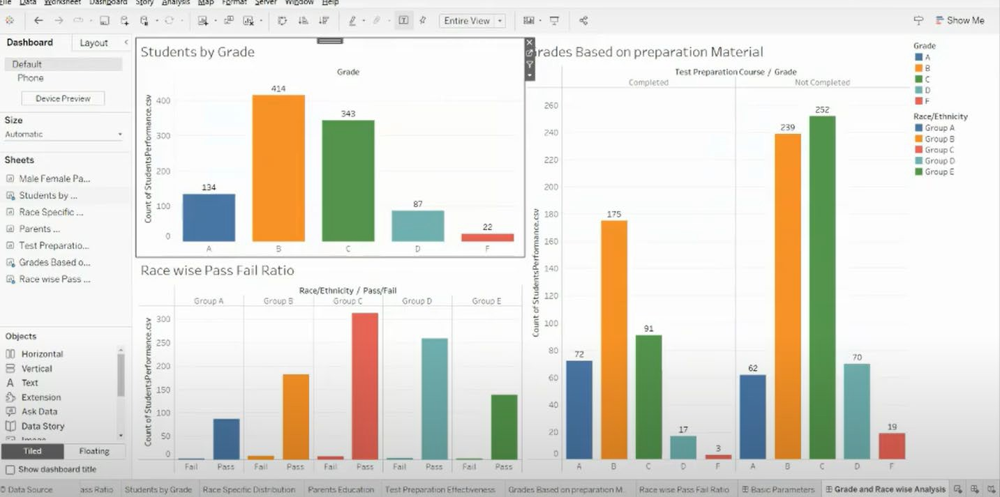 File Data Worksheet Dashboard Story Analysis Map Format Server Window Help
Entire View
Show Me
Dashboard Layout
Default
Phone
Device Preview
Size
Automatic
Sheets
Male Female Pa...
Students by ...
Race Specific ...
Parents ...
Test Preparatio...
Grades Based o...
Race wise Pass ...
Objects
Horizontal
Vertical
Text
Extension
Ask Data
Data Story
Image
Tiled Floating
Show dashboard title
Students by Grade
Grade
Count of StudentsPerformance.csv
400
300
200
100
0
134
414
343
87
22
A B C D F
Race wise Pass Fail Ratio
Race/Ethnicity / Pass/Fail
Group A Group B Group C Group D Group E
Count of StudentsPerformance.csv
300
250
200
150
100
50
0
Fail Pass Fail Pass Fail Pass Fail Pass Fail Pass
rades Based on preparation Material
Test Preparation Course / Grade
Completed Not Completed
Count of StudentsPerformance.csv
260
240
220
200
180
160
140
120
100
80
60
40
20
0
72
175
91
17
3
62
239
252
70
19
A B C D F A B C D F
Grade
A
B
C
D
F
Race/Ethnicity
Group A
Group B
Group C
Group D
Group E
Data Source ass Ratio Students by Grade Race Specific Distribution Parents Education Test Preparation Effectiveness Grades Based on preparation M... Race wise Pass Fail Ratio Basic Parameters Grade and Race wise Analysis